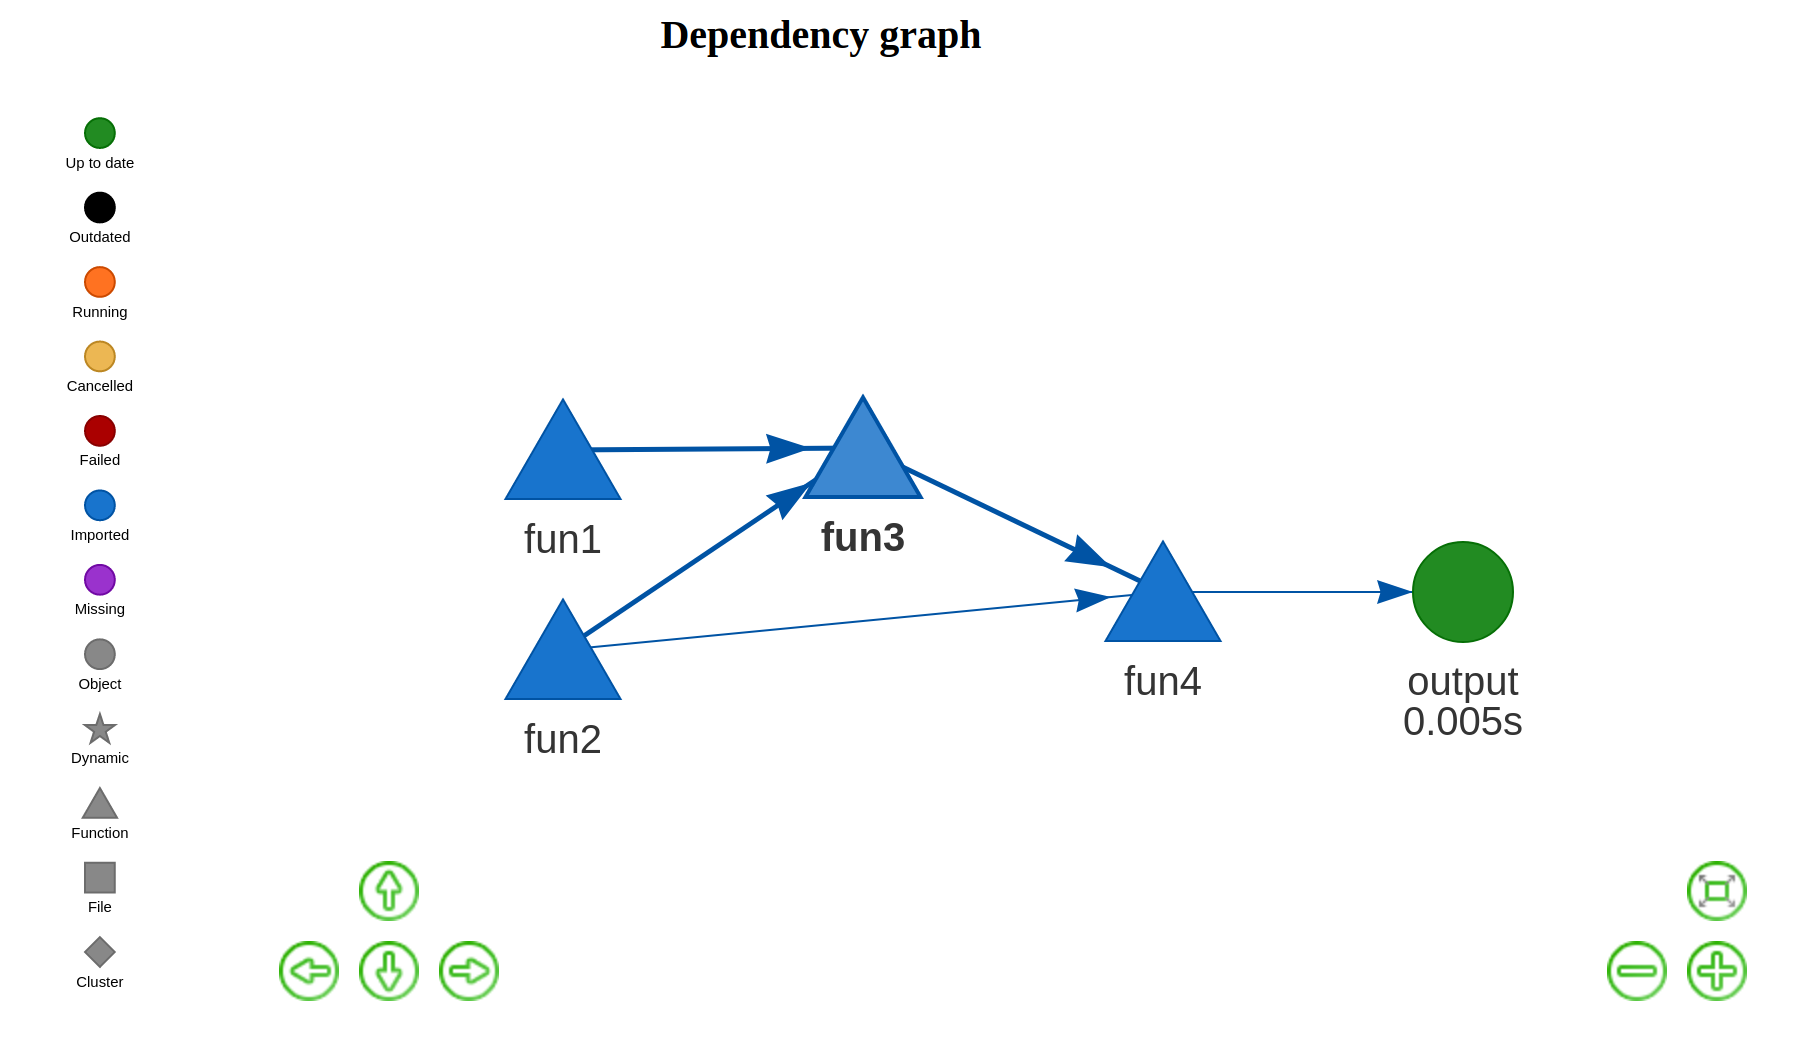 Dependency graph
Up to date
Outdated
Running
Cancelled
Failed
Imported
Missing
Object
Dynamic
Function
File
Cluster
fun1
fun3
fun2
fun4
output
0.005s